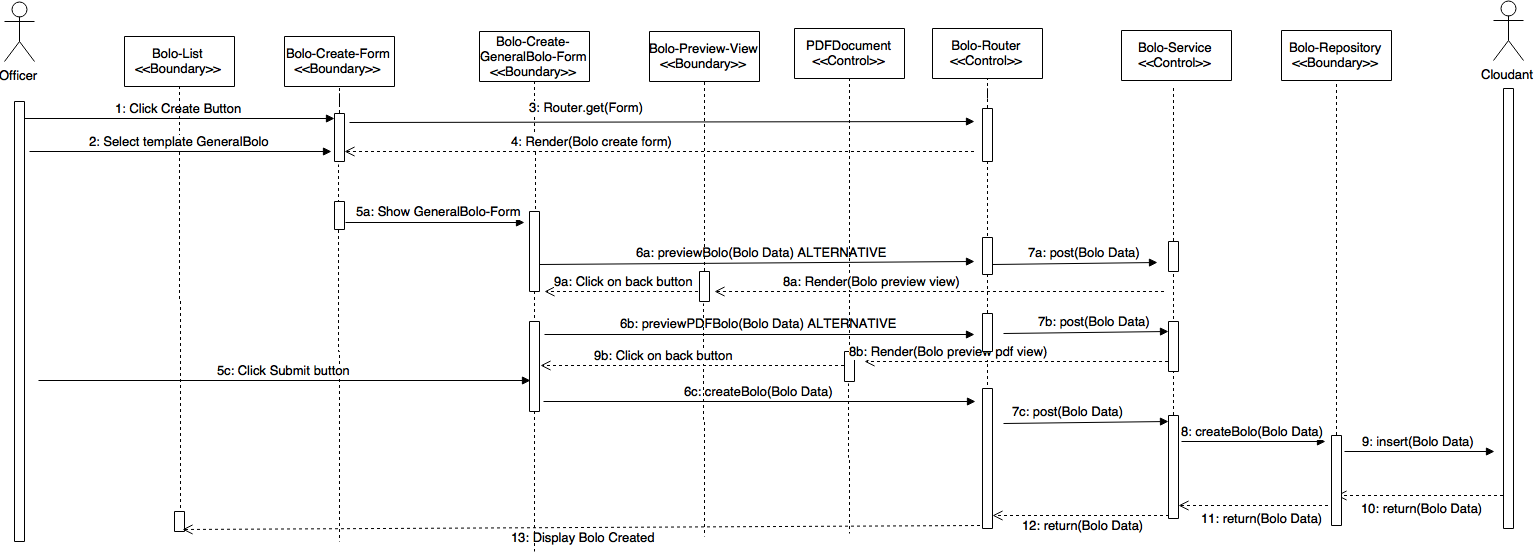 Officer
Bolo-List
<<Boundary>>
Bolo-Create-Form
<<Boundary>>
Bolo-Create-
GeneralBolo-Form
<<Boundary>>
Bolo-Preview-View
<<Boundary>>
PDFDocument
<<Control>>
Bolo-Router
<<Control>>
Bolo-Service
<<Control>>
Bolo-Repository
<<Boundary>>
Cloudant
1: Click Create Button
3: Router.get(Form)
2: Select template GeneralBolo
4: Render(Bolo create form)
5a: Show GeneralBolo-Form
6a: previewBolo(Bolo Data) ALTERNATIVE
7a: post(Bolo Data)
9a: Click on back button
8a: Render(Bolo preview view)
6b: previewPDFBolo(Bolo Data) ALTERNATIVE
7b: post(Bolo Data)
9b: Click on back button
8b: Render(Bolo preview pdf view)
5c: Click Submit button
6c: createBolo(Bolo Data)
7c: post(Bolo Data)
8: createBolo(Bolo Data)
9: insert(Bolo Data)
10: return(Bolo Data)
11: return(Bolo Data)
12: return(Bolo Data)
13: Display Bolo Created